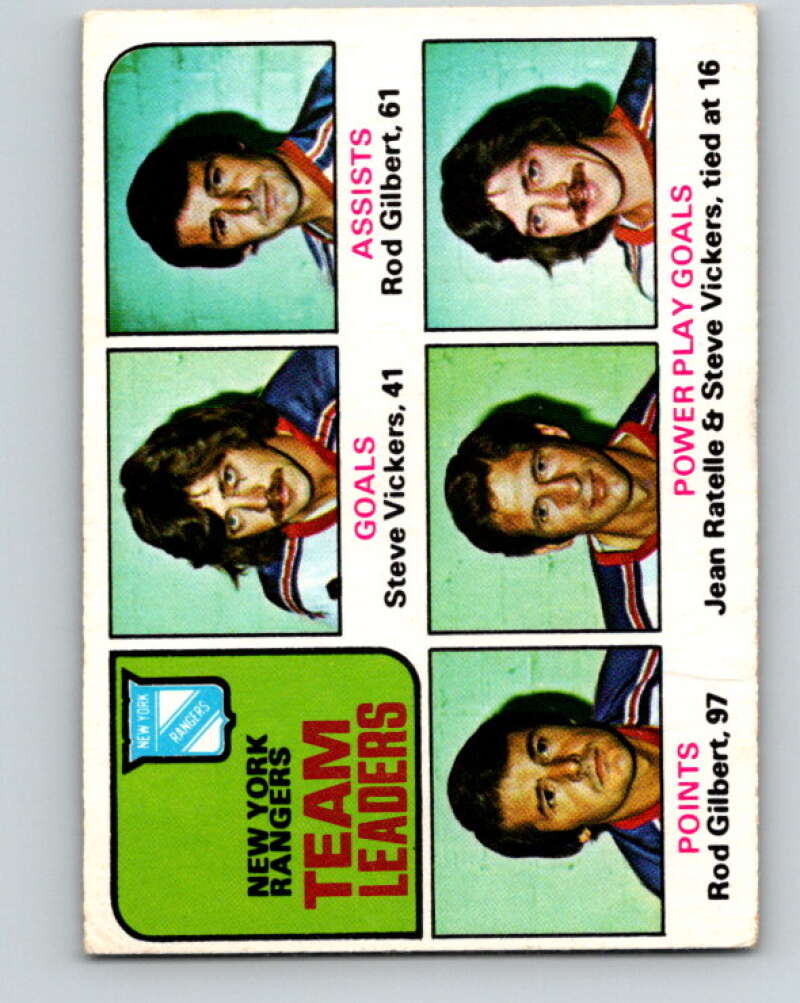 NEW YORK
RANGERS
NEW YORK
RANGERS
TEAM
LEADERS
GOALS
Steve Vickers, 41
ASSISTS
Rod Gilbert, 61
POINTS
Rod Gilbert, 97
POWER PLAY GOALS
Jean Ratelle & Steve Vickers, tied at 16